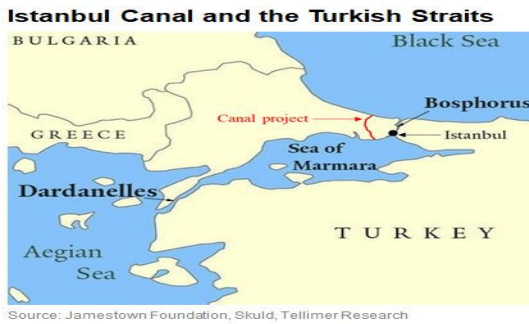 Istanbul Canal and the Turkish Straits
BULGARIA
Black Sea
Bosphorus
Canal project
GREECE
Istanbul
Sea of
Marmara
Dardanelles
TURKEY
Aegian
Sea
Source: Jamestown Foundation, Skuld, Tellimer Research